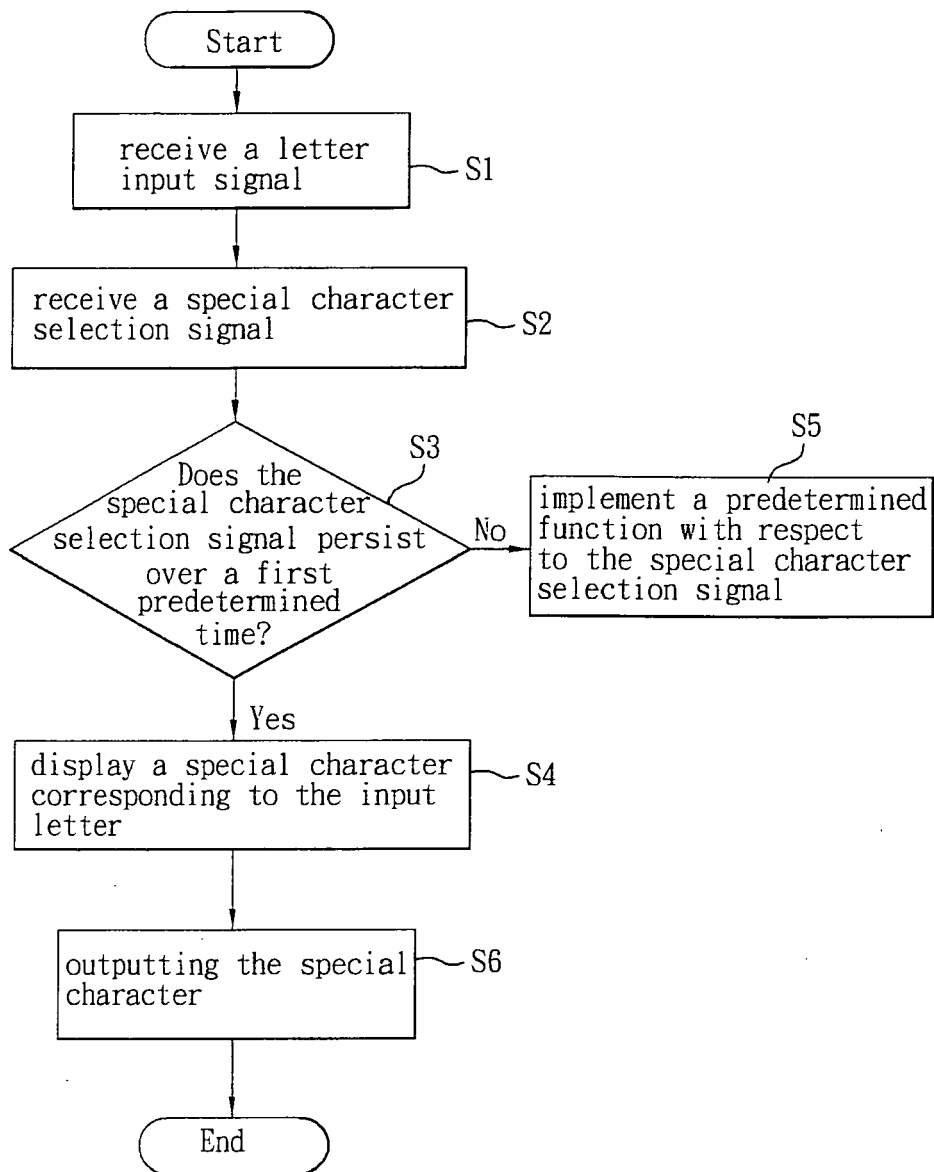 Start
receive a letter
input signal
S1
receive a special character
selection signal
S2
S3
Does the
special character
selection signal persist
over a first
predetermined
time?
No
S5
implement a predetermined
function with respect
to the special character
selection signal
Yes
display a special character
corresponding to the input
letter
S4
outputting the special
character
S6
End